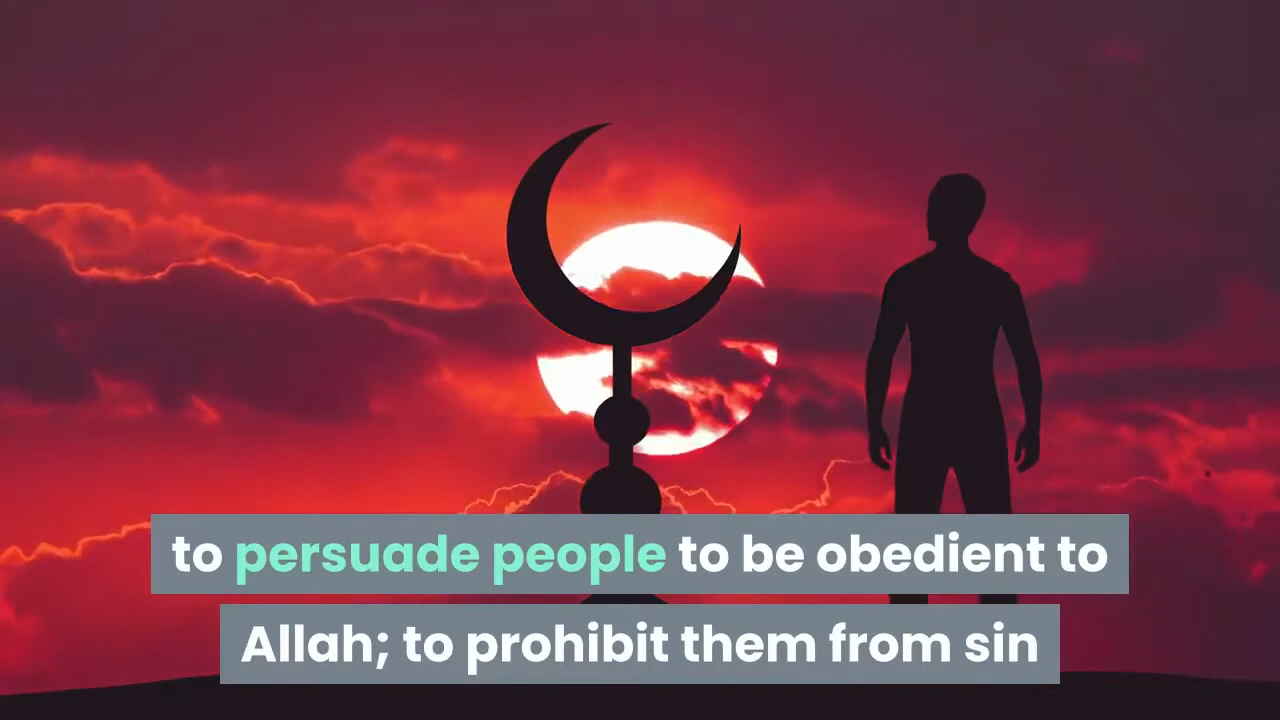 to persuade people to be obedient to
Allah; to prohibit them from sin